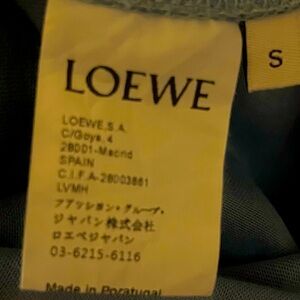 LOEWE
S
LOEWE.S.A.
C/Goya, 4
28001-Madrid
SPAIN
C.I.F.A-28003861
LVMH
ファッション・グループ・
ジャパン株式会社
ロエベジャパン
03-6215-6116
Made in Poratugal